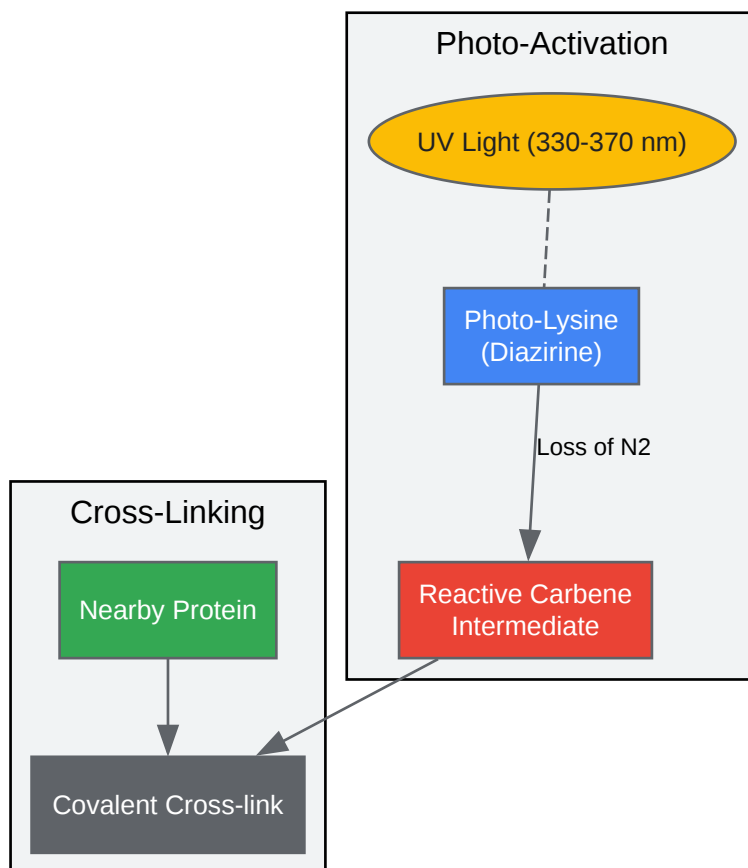 Photo-Activation
UV Light (330-370 nm)
Photo-Lysine
(Diazirine)
Loss of N2
Cross-Linking
Nearby Protein
Reactive Carbene
Intermediate
Covalent Cross-link